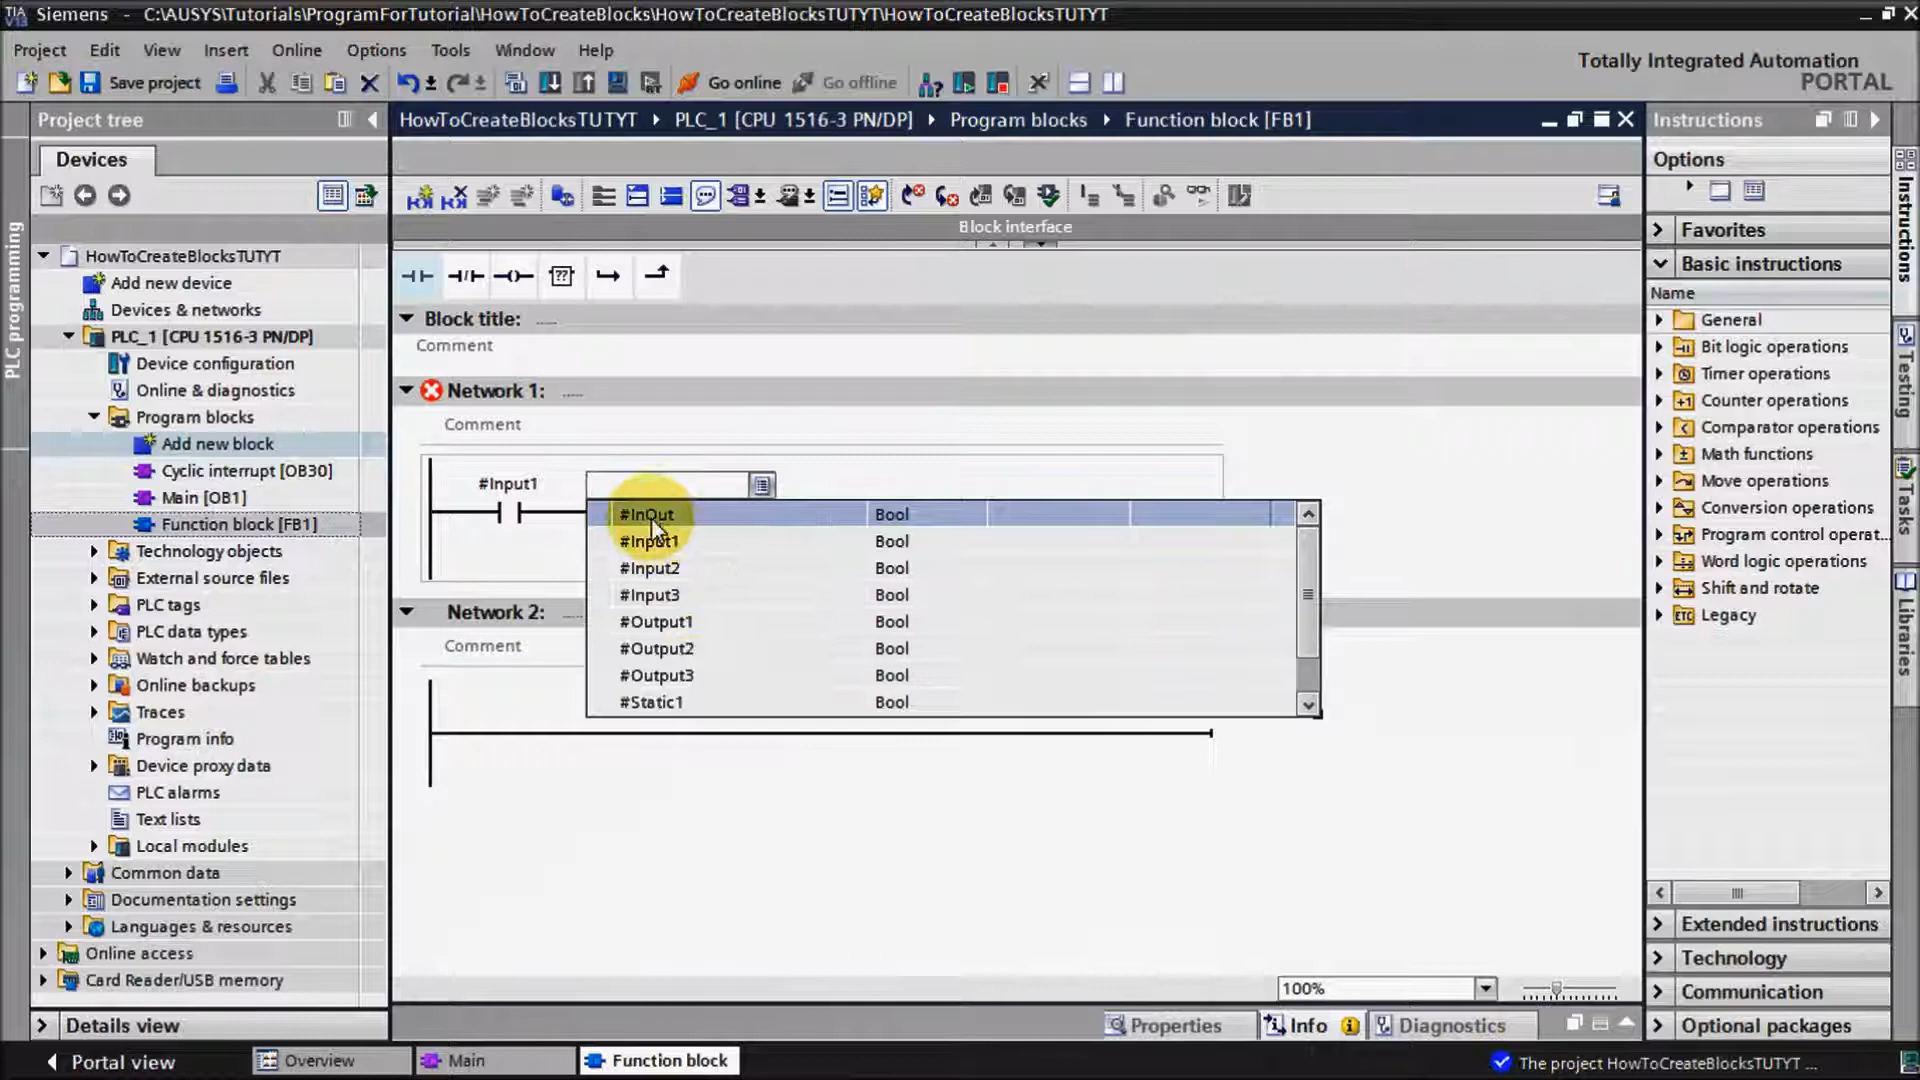 TIA V13 Siemens - C:\AUSYS\Tutorials\ProgramForTutorial\HowToCreateBlocks\HowToCreateBlocksTUTYT\HowToCreateBlocksTUTYT
Project Edit View Insert Online Options Tools Window Help
Totally Integrated Automation
PORTAL
Save project Go online Go offline
Project tree
HowToCreateBlocksTUTYT PLC_1 [CPU 1516-3 PN/DP] Program blocks Function block [FB1]
Instructions
Devices
Options
Block interface
PLC programming
HowToCreateBlocksTUTYT
Add new device
Devices & networks
PLC_1 [CPU 1516-3 PN/DP]
Device configuration
Online & diagnostics
Program blocks
Add new block
Cyclic interrupt [OB30]
Main [OB1]
Function block [FB1]
Technology objects
External source files
PLC tags
PLC data types
Watch and force tables
Online backups
Traces
Program info
Device proxy data
PLC alarms
Text lists
Local modules
Common data
Documentation settings
Languages & resources
Online access
Card Reader/USB memory
Details view
??
Block title: .....
Comment
Network 1: .....
Comment
#Input1
#InOut Bool
#Input1 Bool
#Input2 Bool
#Input3 Bool
#Output1 Bool
#Output2 Bool
#Output3 Bool
#Static1 Bool
Network 2: .....
Comment
100%
Properties Info Diagnostics
Favorites
Basic instructions
Name
General
Bit logic operations
Timer operations
Counter operations
Comparator operations
Math functions
Move operations
Conversion operations
Program control operat...
Word logic operations
Shift and rotate
Legacy
Extended instructions
Technology
Communication
Optional packages
Instructions
Testing
Tasks
Libraries
Portal view Overview Main Function block
The project HowToCreateBlocksTUTYT ...